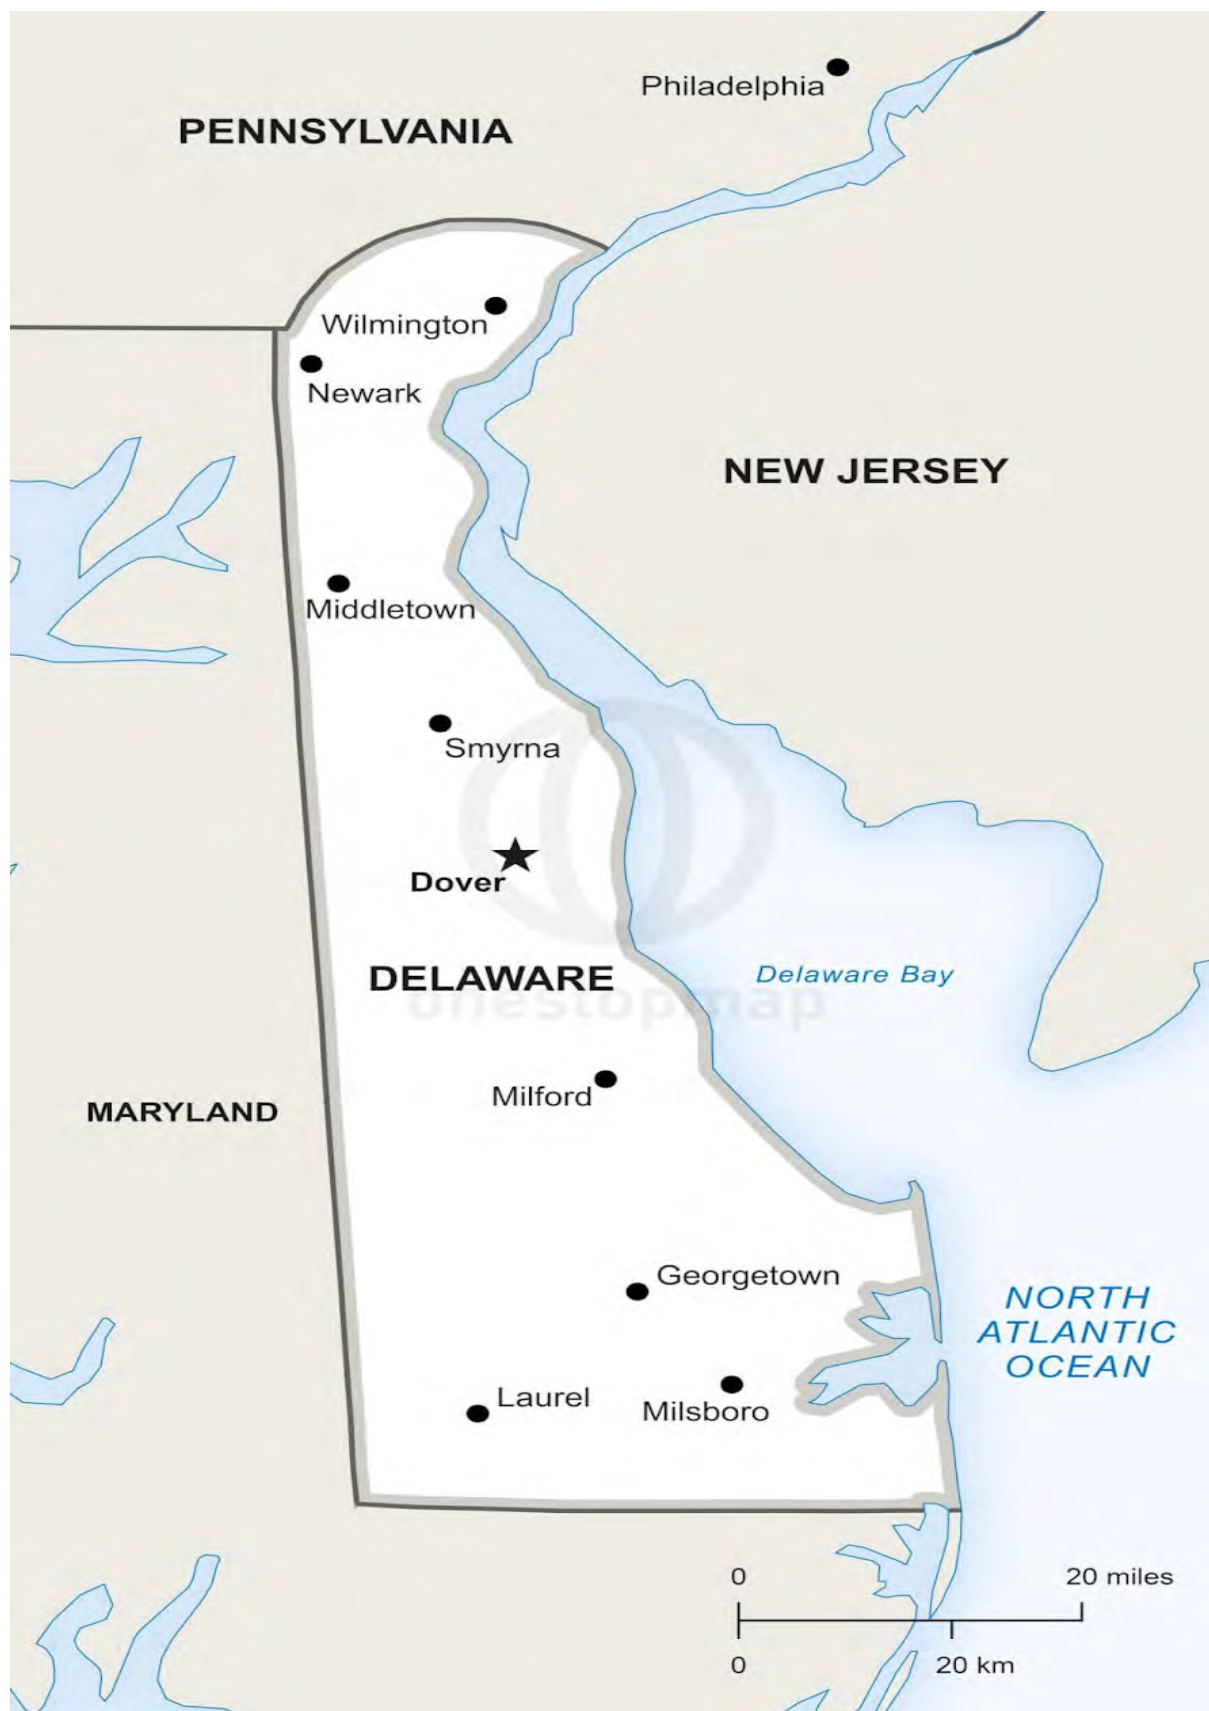 Philadelphia
PENNSYLVANIA
Wilmington
Newark
NEW JERSEY
Middletown
Smyrna
Dover
Delaware Bay
DELAWARE
onestopmap
Milford
MARYLAND
Georgetown
NORTH
ATLANTIC
OCEAN
Laurel
Milsboro
0
20 miles
0
20 km